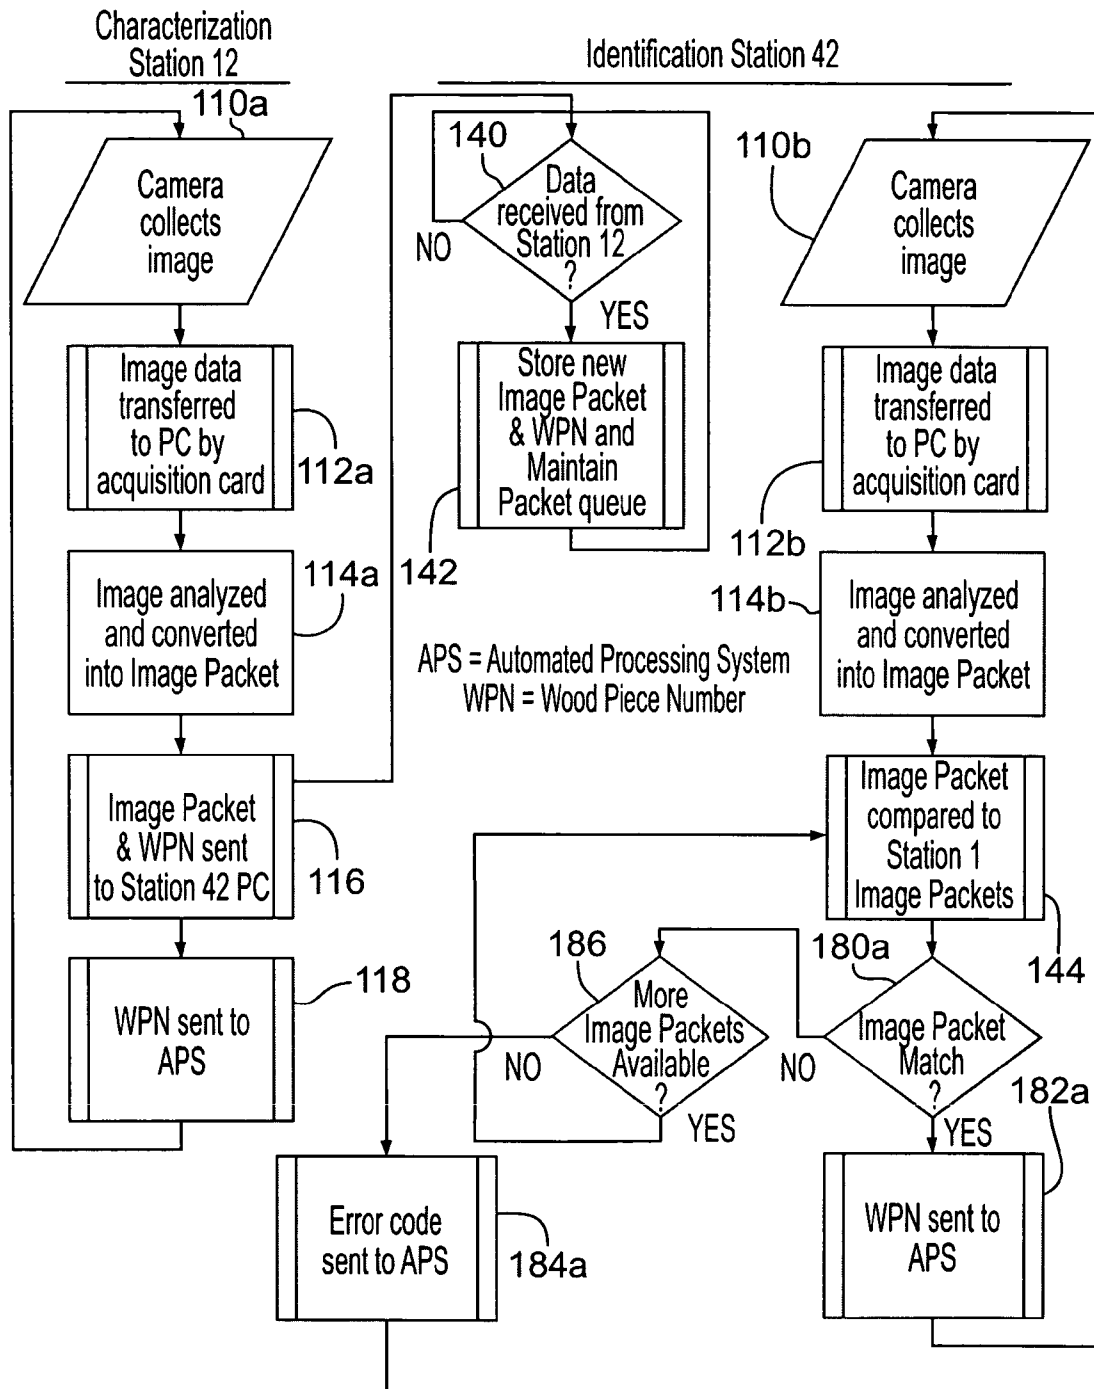 Characterization
Station 12
110a
Camera
collects
image
Image data
transferred
to PC by
acquisition card
112a
Image analyzed
and converted
into Image Packet
114a
Image Packet
& WPN sent
to Station 42 PC
116
WPN sent to
APS
118
Identification Station 42
140
Data
received from
Station 12
?
NO
YES
Store new
Image Packet
& WPN and
Maintain
Packet queue
142
APS = Automated Processing System
WPN = Wood Piece Number
110b
Camera
collects
image
Image data
transferred
to PC by
acquisition card
112b
114b
Image analyzed
and converted
into Image Packet
Image Packet
compared to
Station 1
Image Packets
144
180a
Image Packet
Match
?
NO
YES
186
More
Image Packets
Available
?
NO
YES
182a
WPN sent to
APS
Error code
sent to APS
184a